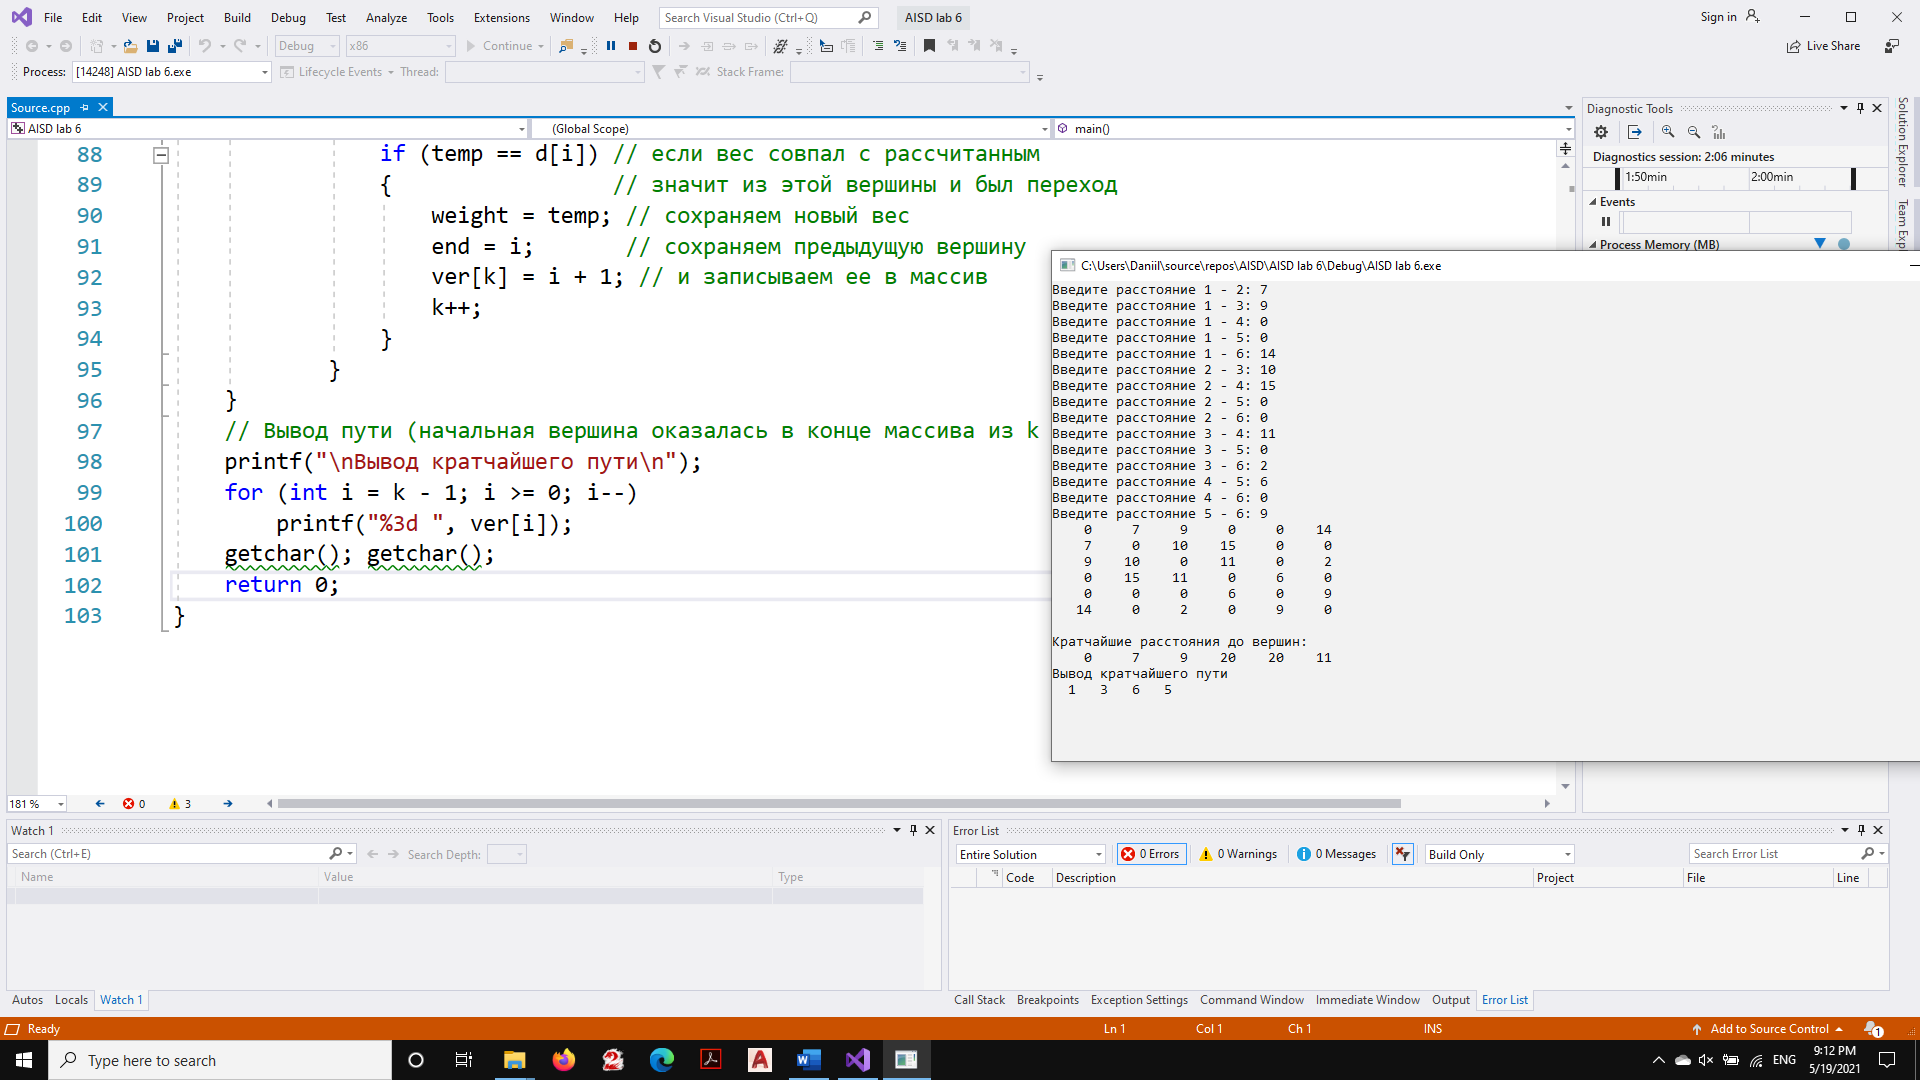 File Edit View Project Build Debug Test Analyze Tools Extensions Window Help Search Visual Studio (Ctrl+Q) AISD lab 6 Sign in
Debug x86 Continue Live Share
Process: [14248] AISD lab 6.exe Lifecycle Events Thread: Stack Frame:
Source.cpp
AISD lab 6 (Global Scope) main()
88 if (temp == d[i]) // если вес совпал с рассчитанным
89 { // значит из этой вершины и был переход
90 weight = temp; // сохраняем новый вес
91 end = i; // сохраняем предыдущую вершину
92 ver[k] = i + 1; // и записываем ее в массив
93 k++;
94 }
95 }
96 }
97 // Вывод пути (начальная вершина оказалась в конце массива из k
98 printf("\nВывод кратчайшего пути\n");
99 for (int i = k - 1; i >= 0; i--)
100 printf("%3d ", ver[i]);
101 getchar(); getchar();
102 return 0;
103 }
181 % 0 3
Diagnostic Tools
Diagnostics session: 2:06 minutes
1:50min 2:00min
Events
Process Memory (MB)
Solution Explorer
Team Exp
C:\Users\Daniil\source\repos\AISD\AISD lab 6\Debug\AISD lab 6.exe
Введите расстояние 1 - 2: 7
Введите расстояние 1 - 3: 9
Введите расстояние 1 - 4: 0
Введите расстояние 1 - 5: 0
Введите расстояние 1 - 6: 14
Введите расстояние 2 - 3: 10
Введите расстояние 2 - 4: 15
Введите расстояние 2 - 5: 0
Введите расстояние 2 - 6: 0
Введите расстояние 3 - 4: 11
Введите расстояние 3 - 5: 0
Введите расстояние 3 - 6: 2
Введите расстояние 4 - 5: 6
Введите расстояние 4 - 6: 0
Введите расстояние 5 - 6: 9
0 7 9 0 0 14
7 0 10 15 0 0
9 10 0 11 0 2
0 15 11 0 6 0
0 0 0 6 0 9
14 0 2 0 9 0
Кратчайшие расстояния до вершин:
0 7 9 20 20 11
Вывод кратчайшего пути
1 3 6 5
Watch 1
Search (Ctrl+E) Search Depth:
Name Value Type
Autos Locals Watch 1
Error List
Entire Solution 0 Errors 0 Warnings 0 Messages Build Only Search Error List
Code Description Project File Line
Call Stack Breakpoints Exception Settings Command Window Immediate Window Output Error List
Ready Ln 1 Col 1 Ch 1 INS Add to Source Control 1
Type here to search ENG 9:12 PM
5/19/2021